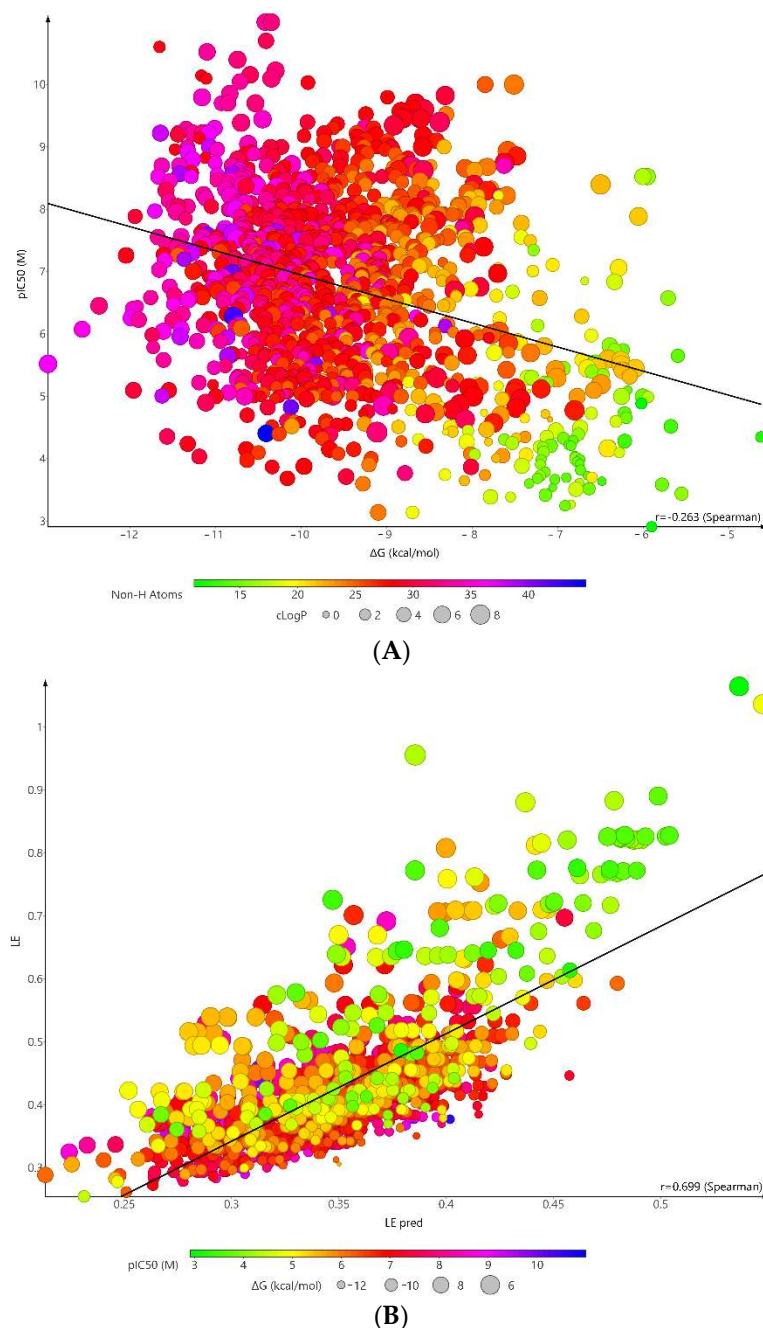 10
9
8
7
6
5
4
3
pIC50 (M)
r=-0.263 (Spearman)
-12 -11 -10 -9 -8 -7 -6 -5
ΔG (kcal/mol)
Non-H Atoms 15 20 25 30 35 40
cLogP 0 2 4 6 8
(A)
1
0.9
0.8
0.7
0.6
0.5
0.4
0.3
LE
r=0.699 (Spearman)
0.25 0.3 0.35 0.4 0.45 0.5
LE pred
pIC50 (M) 3 4 5 6 7 8 9 10
ΔG (kcal/mol) -12 -10 8 6
(B)